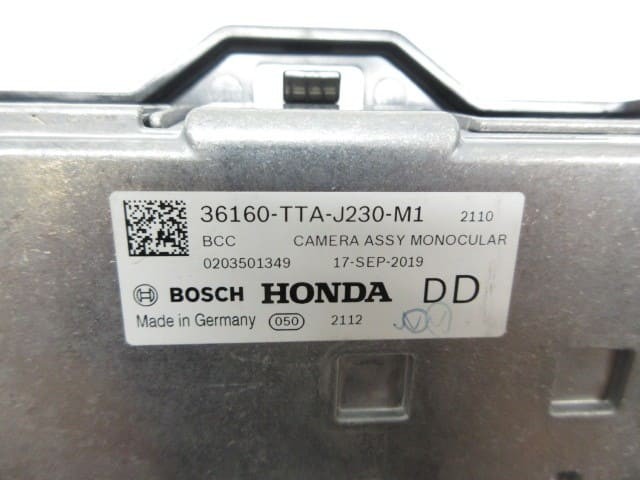 36160-TTA-J230-M1 2110
BCC CAMERA ASSY MONOCULAR
0203501349 17-SEP-2019
BOSCH HONDA DD
Made in Germany 050 2112